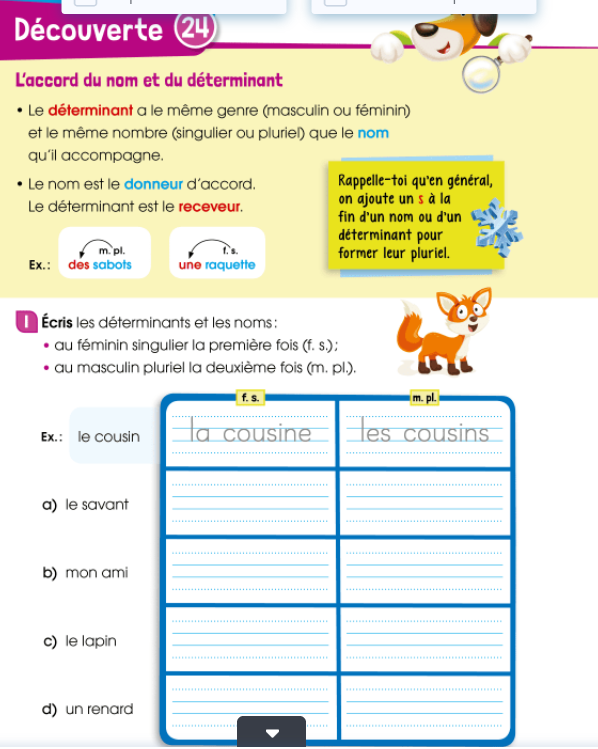 Découverte 24
L'accord du nom et du déterminant
• Le déterminant a le même genre (masculin ou féminin)
et le même nombre (singulier ou pluriel) que le nom
qu'il accompagne.
• Le nom est le donneur d'accord.
Le déterminant est le receveur.
m. pl.
f. s.
Ex. : des sabots
une raquette
Rappelle-toi qu'en général,
on ajoute un s à la
fin d'un nom ou d'un
déterminant pour
former leur pluriel.
1 Écris les déterminants et les noms :
• au féminin singulier la première fois (f. s.);
• au masculin pluriel la deuxième fois (m. pl.).
f. s.
m. pl.
Ex. : le cousin
la cousine
les cousins
a) le savant
b) mon ami
c) le lapin
d) un renard